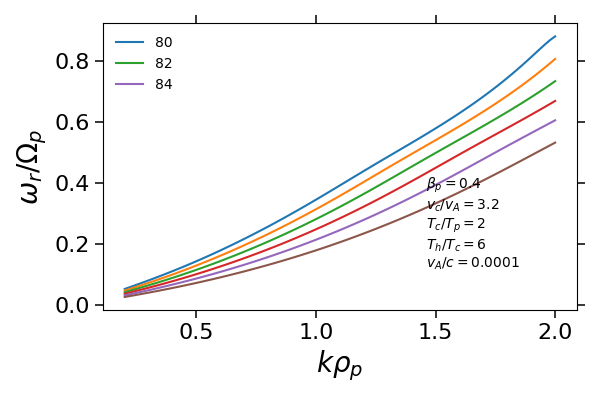 80
82
84
0.8
0.6
0.4
0.2
0.0
ω_r/Ω_p
β_p = 0.4
v_c/v_A = 3.2
T_c/T_p = 2
T_h/T_c = 6
v_A/c = 0.0001
0.5 1.0 1.5 2.0
kρ_p